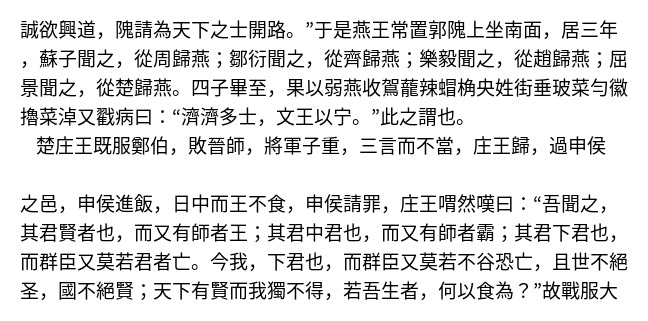 誠欲興道，隗請為天下之士開路。”于是燕王常置郭隗上坐南面，居三年
，蘇子聞之，從周歸燕；鄒衍聞之，從齊歸燕；樂毅聞之，從趙歸燕；屈
景聞之，從楚歸燕。四子畢至，果以弱燕收駕蘢辣蝐桷央姓街垂玻菜勻徽
擼菜淖又戳病曰：“濟濟多士，文王以宁。”此之謂也。
楚庄王既服鄭伯，敗晉師，將軍子重，三言而不當，庄王歸，過申侯
之邑，申侯進飯，日中而王不食，申侯請罪，庄王喟然嘆曰：“吾聞之，
其君賢者也，而又有師者王；其君中君也，而又有師者霸；其君下君也，
而群臣又莫若君者亡。今我，下君也，而群臣又莫若不谷恐亡，且世不絕
圣，國不絕賢；天下有賢而我獨不得，若吾生者，何以食為？”故戰服大